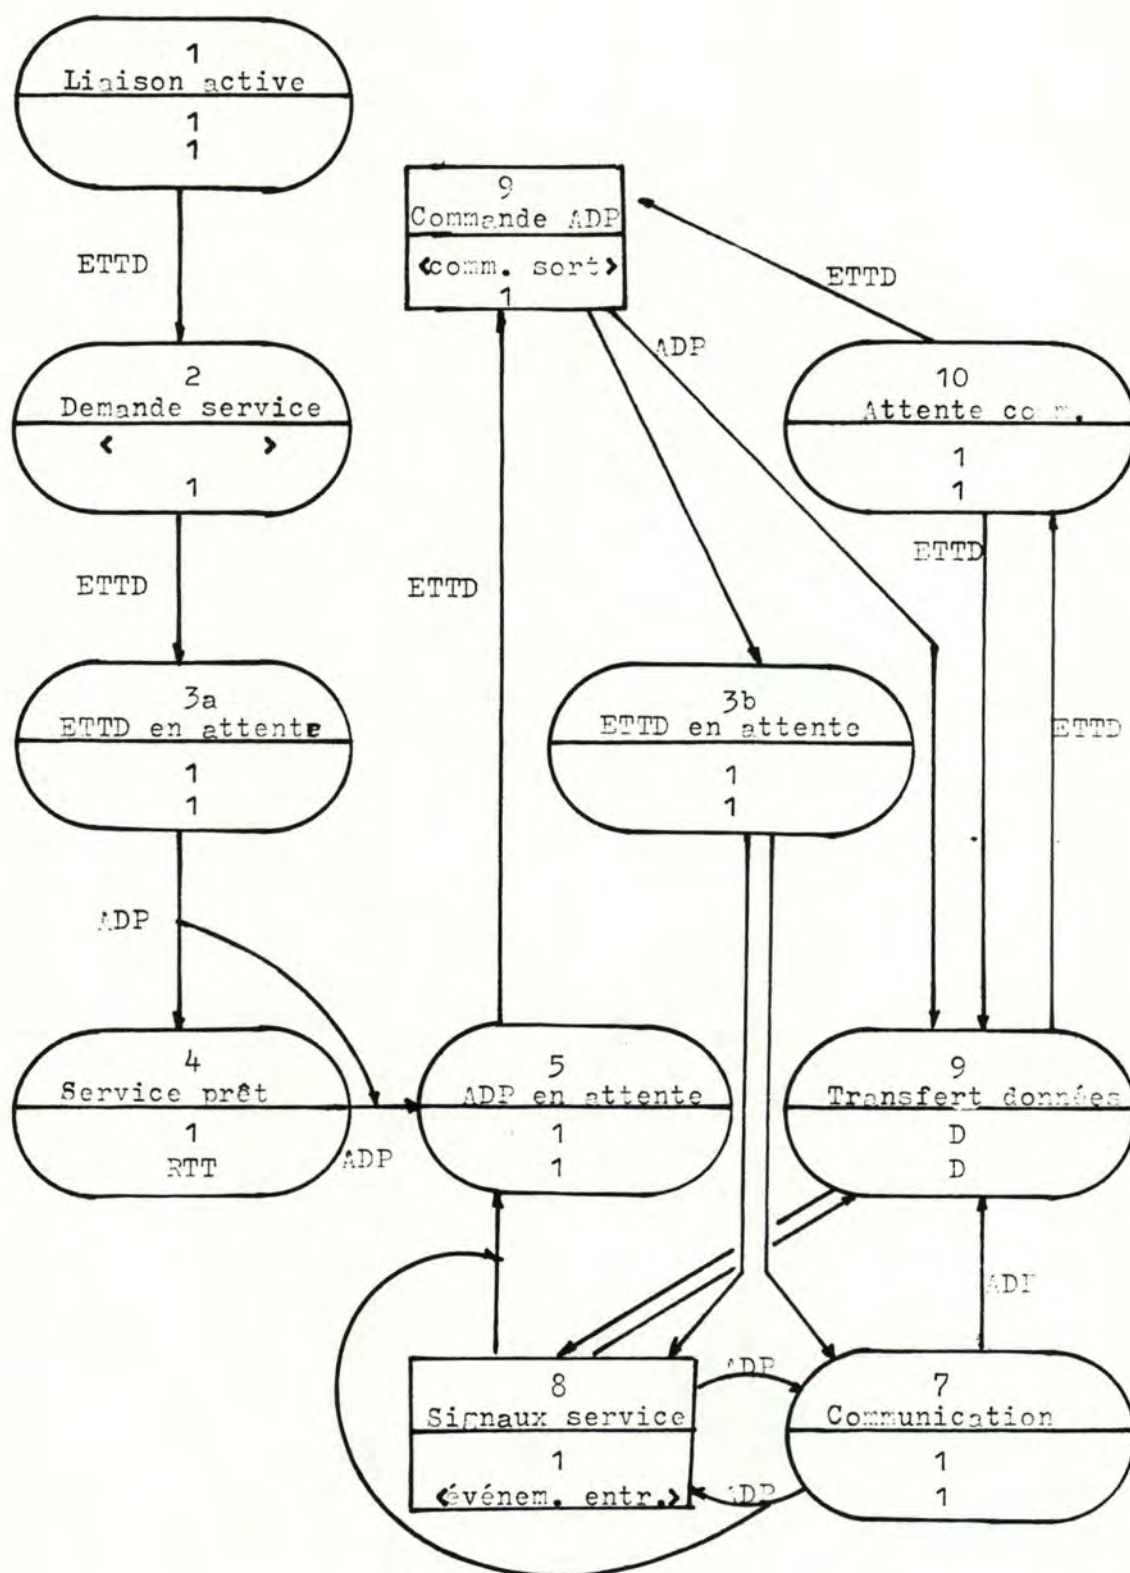 1
Liaison active
1
1
ETTD
2
Demande service
< >
1
ETTD
3a
ETTD en attente
1
1
ADP
4
Service prêt
1
RTT
ADP
9
Commande ADP
<comm. sort>
1
ADP
ETTD
ETTD
10
Attente comm.
1
1
ETTD
ETTD
3b
ETTD en attente
1
1
5
ADP en attente
1
1
9
Transfert données
D
D
ADP
8
Signaux service
1
<événem. entr.>
ADP
ADP
7
Communication
1
1